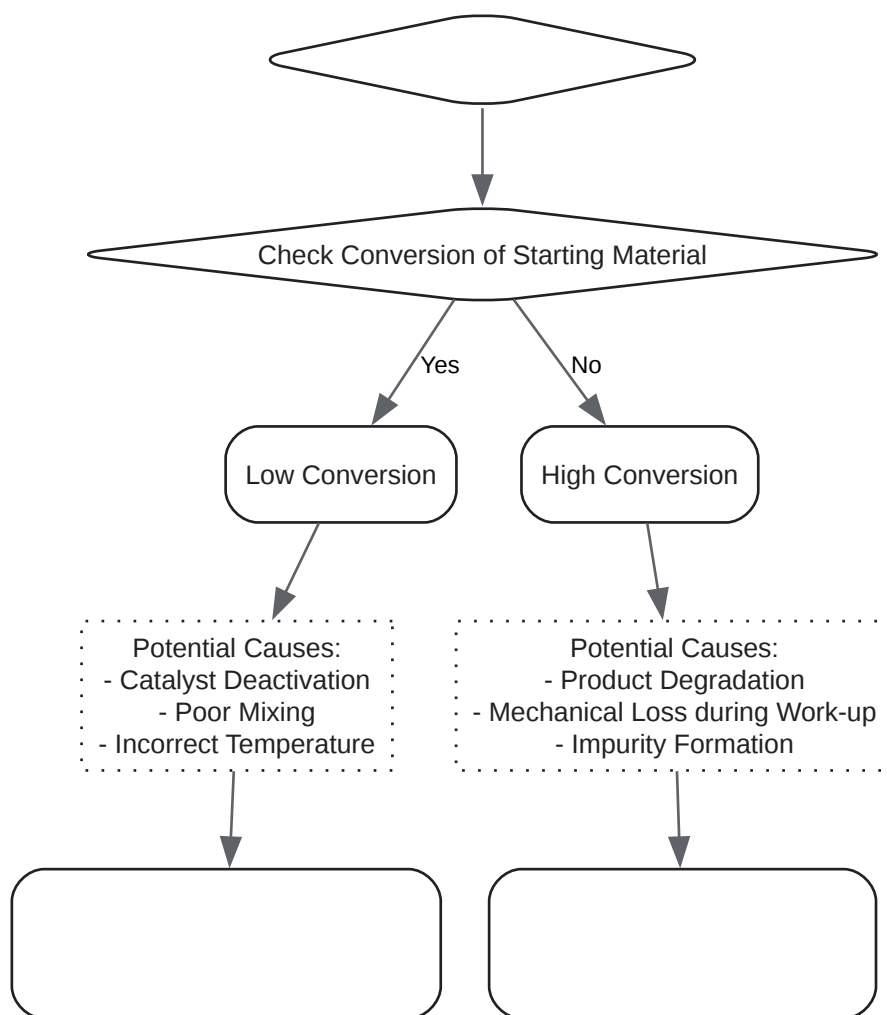 Check Conversion of Starting Material
Yes
No
Low Conversion
High Conversion
Potential Causes:
- Catalyst Deactivation
- Poor Mixing
- Incorrect Temperature
Potential Causes:
- Product Degradation
- Mechanical Loss during Work-up
- Impurity Formation